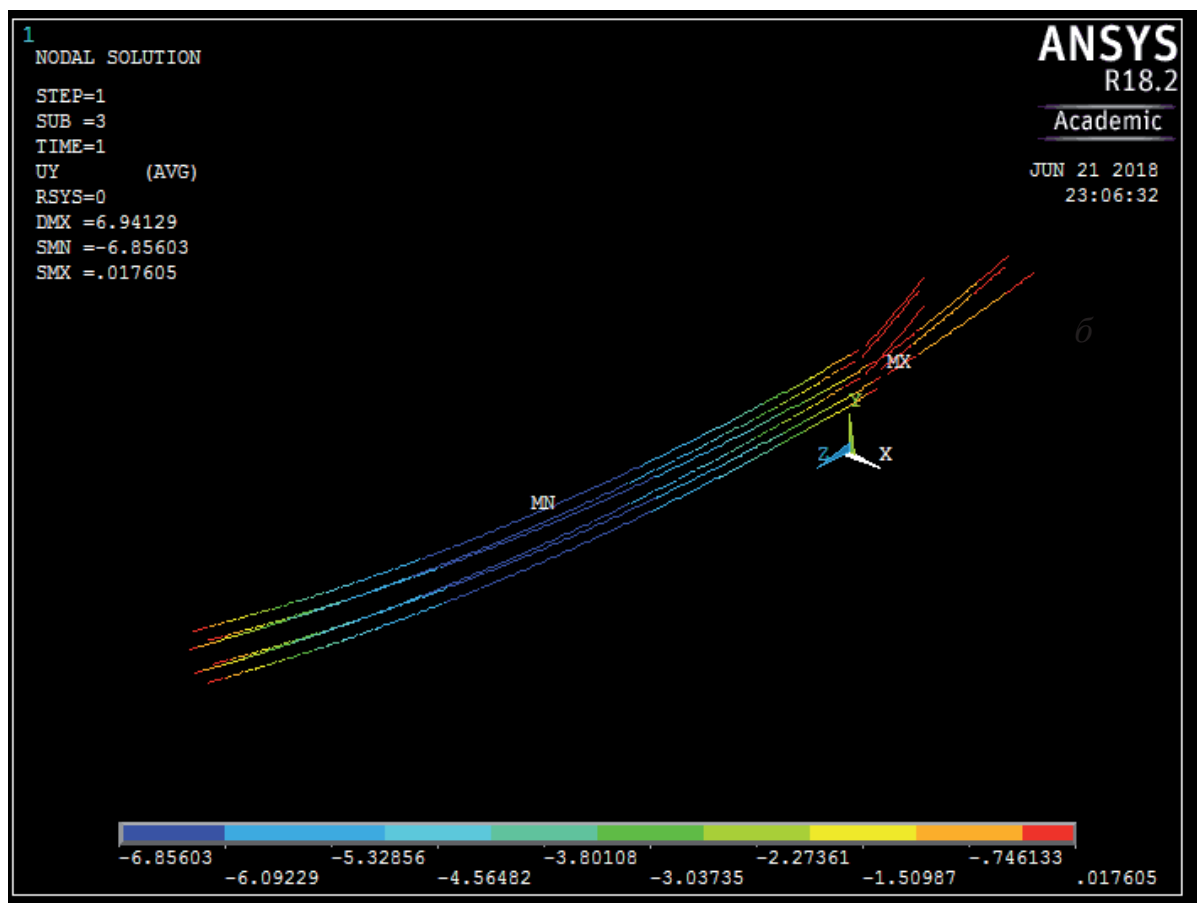 1
NODAL SOLUTION
STEP=1
SUB =3
TIME=1
UY (AVG)
RSYS=0
DMX =6.94129
SMN =-6.85603
SMX =.017605
ANSYS
R18.2
Academic
JUN 21 2018
23:06:32
б
MX
Y
Z X
MN
-6.85603 -5.32856 -3.80108 -2.27361 -.746133
-6.09229 -4.56482 -3.03735 -1.50987 .017605